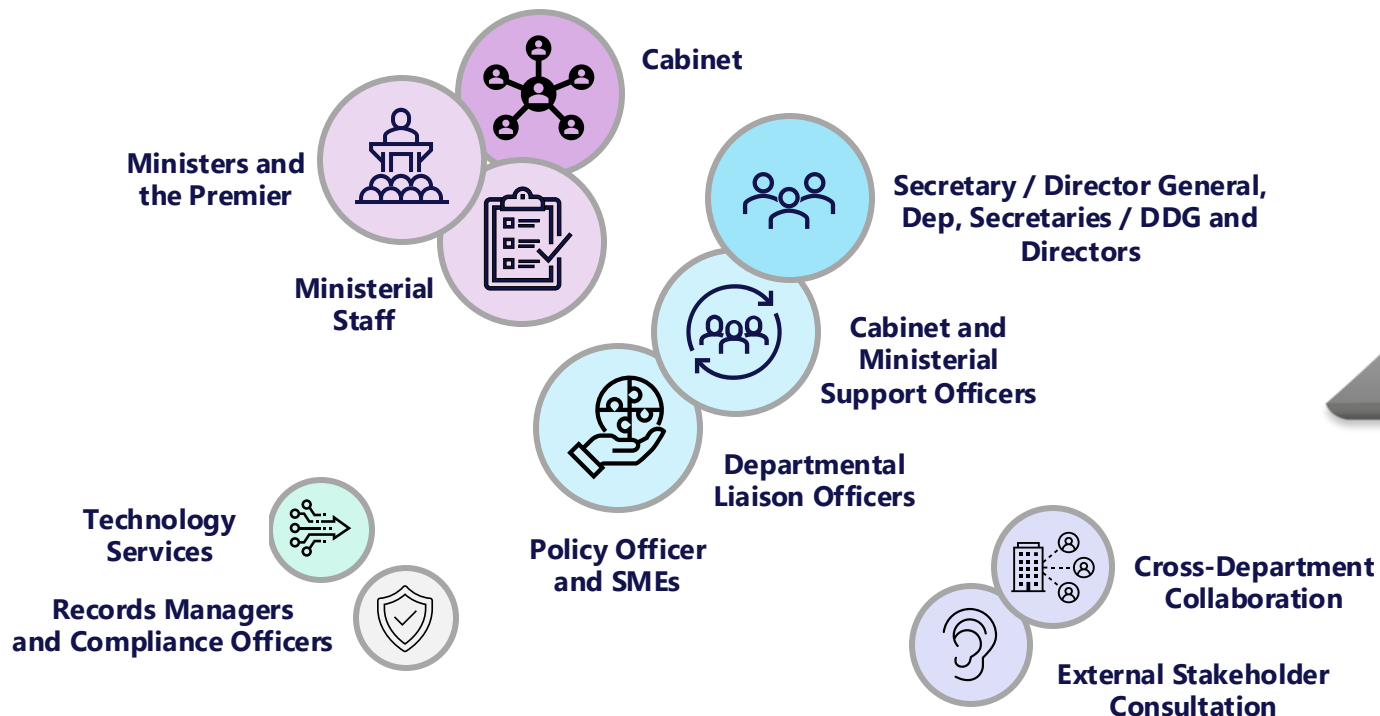 Cabinet
Ministers and
the Premier
Secretary / Director General,
Dep, Secretaries / DDG and
Directors
Ministerial
Staff
Cabinet and
Ministerial
Support Officers
Departmental
Liaison Officers
Technology
Services
Policy Officer
and SMEs
Cross-Department
Collaboration
Records Managers
and Compliance Officers
External Stakeholder
Consultation